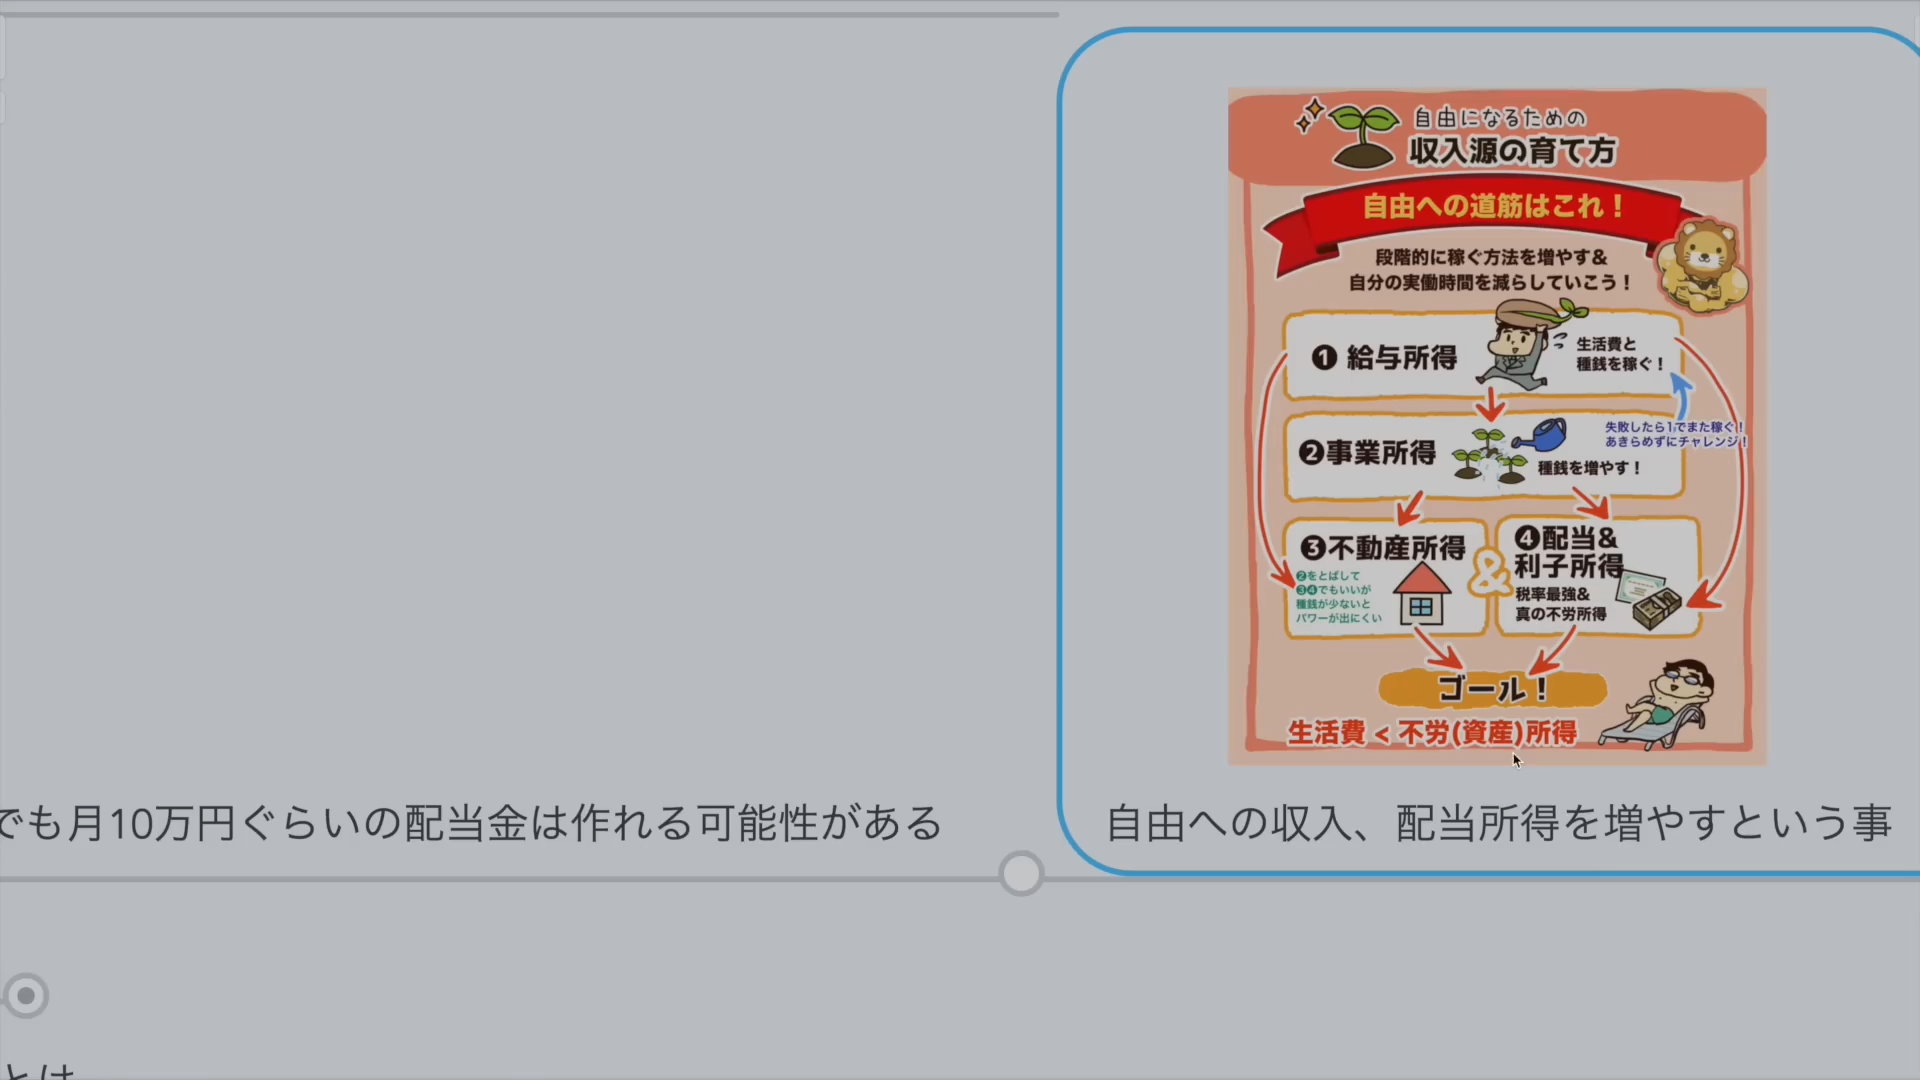 自由になるための
収入源の育て方
自由への道筋はこれ！
段階的に稼ぐ方法を増やす&
自分の実働時間を減らしていこう！
❶ 給与所得
生活費と
種銭を稼ぐ！
❷事業所得
失敗したら1でまた稼ぐ！
あきらめずにチャレンジ！
種銭を増やす！
❸不動産所得
❷をとばして
❸❹でもいいが
種銭が少ないと
パワーが出にくい
&
❹配当&
利子所得
税率最強&
真の不労所得
ゴール！
生活費 < 不労(資産)所得
でも月10万円ぐらいの配当金は作れる可能性がある
自由への収入、配当所得を増やすという事
とは